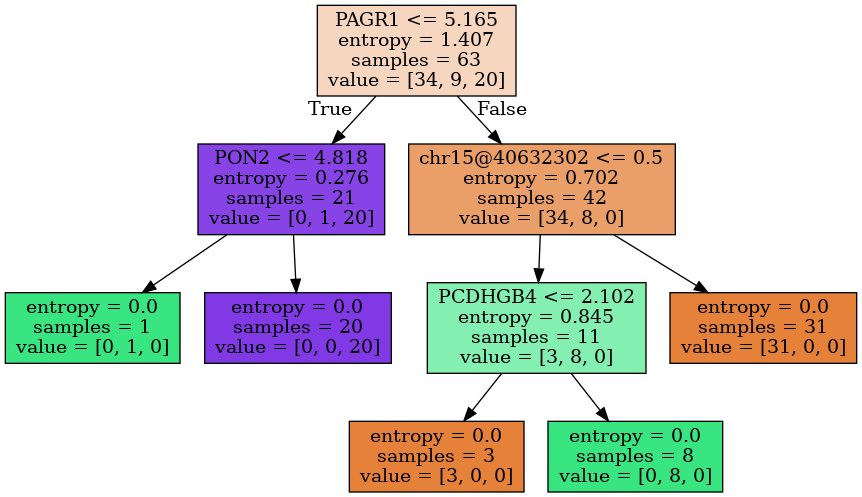 PAGR1 <= 5.165
entropy = 1.407
samples = 63
value = [34, 9, 20]
True
False
PON2 <= 4.818
entropy = 0.276
samples = 21
value = [0, 1, 20]
chr15@40632302 <= 0.5
entropy = 0.702
samples = 42
value = [34, 8, 0]
entropy = 0.0
samples = 1
value = [0, 1, 0]
entropy = 0.0
samples = 20
value = [0, 0, 20]
PCDHGB4 <= 2.102
entropy = 0.845
samples = 11
value = [3, 8, 0]
entropy = 0.0
samples = 31
value = [31, 0, 0]
entropy = 0.0
samples = 3
value = [3, 0, 0]
entropy = 0.0
samples = 8
value = [0, 8, 0]